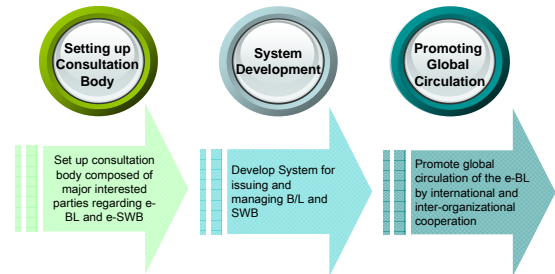 Setting up
Consultation
Body
System
Development
Promoting
Global
Circulation
Set up consultation
body composed of
major interested
parties regarding e-
BL and e-SWB
Develop System for
issuing and
managing B/L and
SWB
Promote global
circulation of the e-BL
by international and
inter-organizational
cooperation